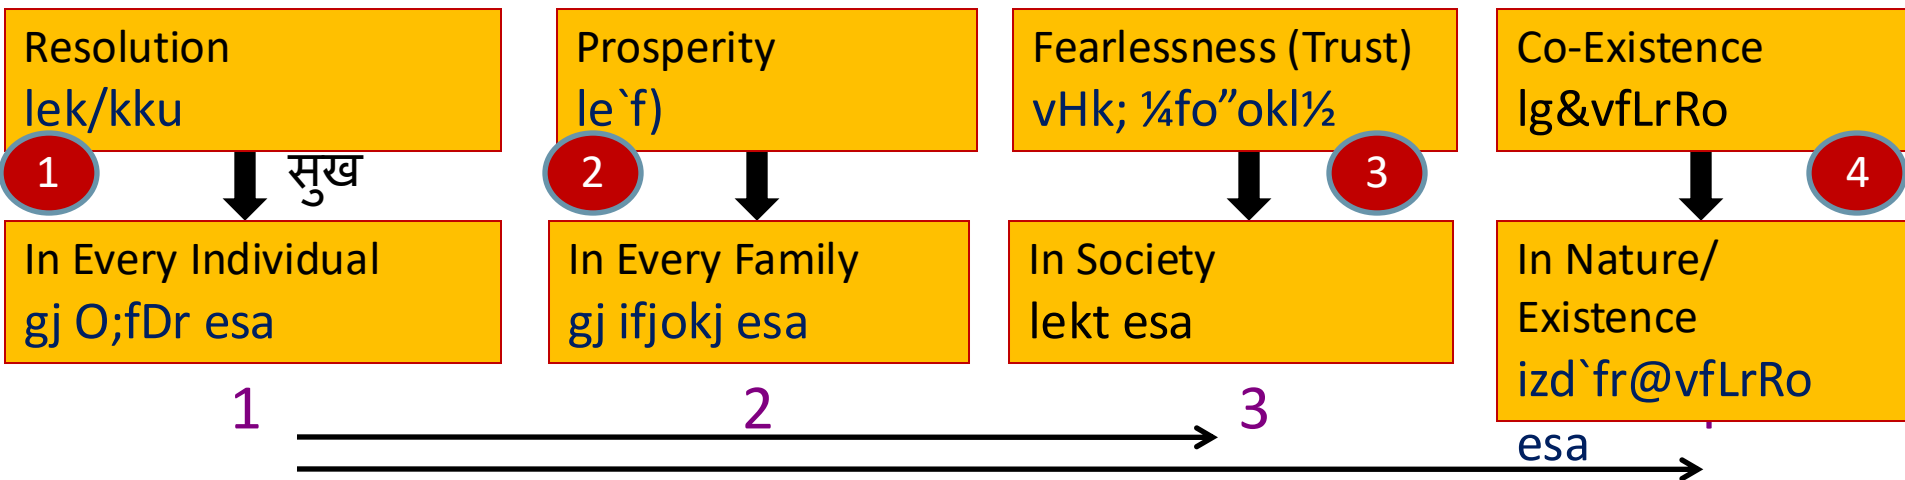 Resolution
lek/kku
Prosperity
le`f)
Fearlessness (Trust)
vHk; ¼fo”okl½
Co-Existence
lg&vfLrRo
1
सुख
2
3
4
In Every Individual
gj O;fDr esa
In Every Family
gj ifjokj esa
In Society
lekt esa
In Nature/
Existence
izd`fr@vfLrRo
esa
1
2
3